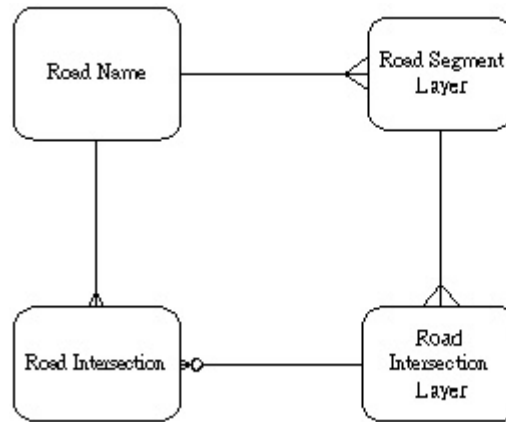 Road Name
Road Segment
Layer
Road Intersection
Road
Intersection
Layer